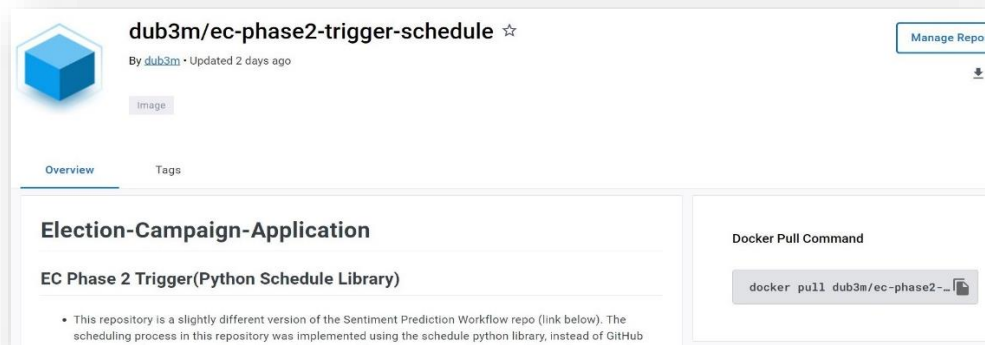 dub3m/ec-phase2-trigger-schedule ☆
By dub3m • Updated 2 days ago
Manage Repo
Image
Overview Tags
Election-Campaign-Application
EC Phase 2 Trigger(Python Schedule Library)
• This repository is a slightly different version of the Sentiment Prediction Workflow repo (link below). The
scheduling process in this repository was implemented using the schedule python library, instead of GitHub
Docker Pull Command
docker pull dub3m/ec-phase2-…